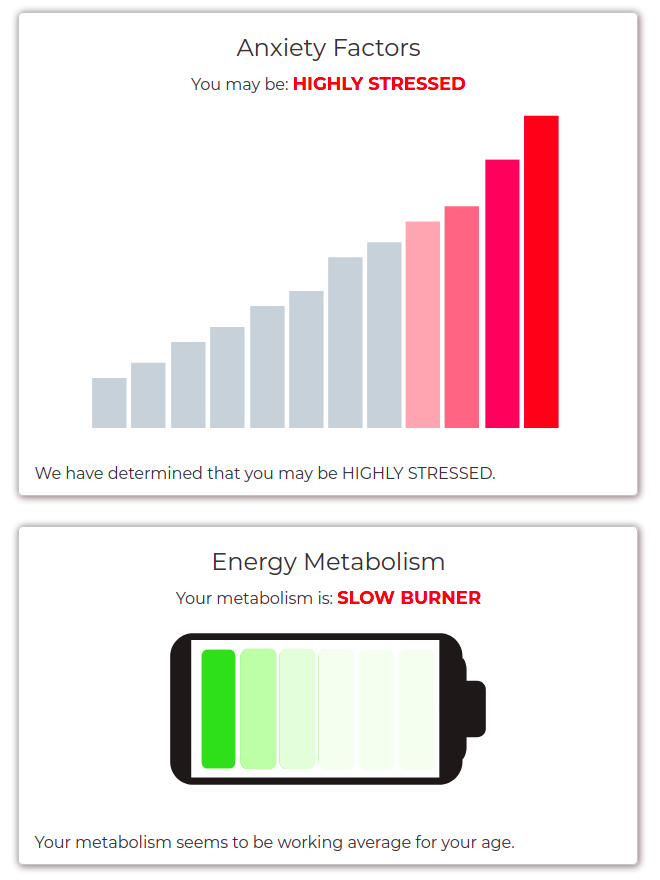 Anxiety Factors
You may be: HIGHLY STRESSED
We have determined that you may be HIGHLY STRESSED.
Energy Metabolism
Your metabolism is: SLOW BURNER
Your metabolism seems to be working average for your age.